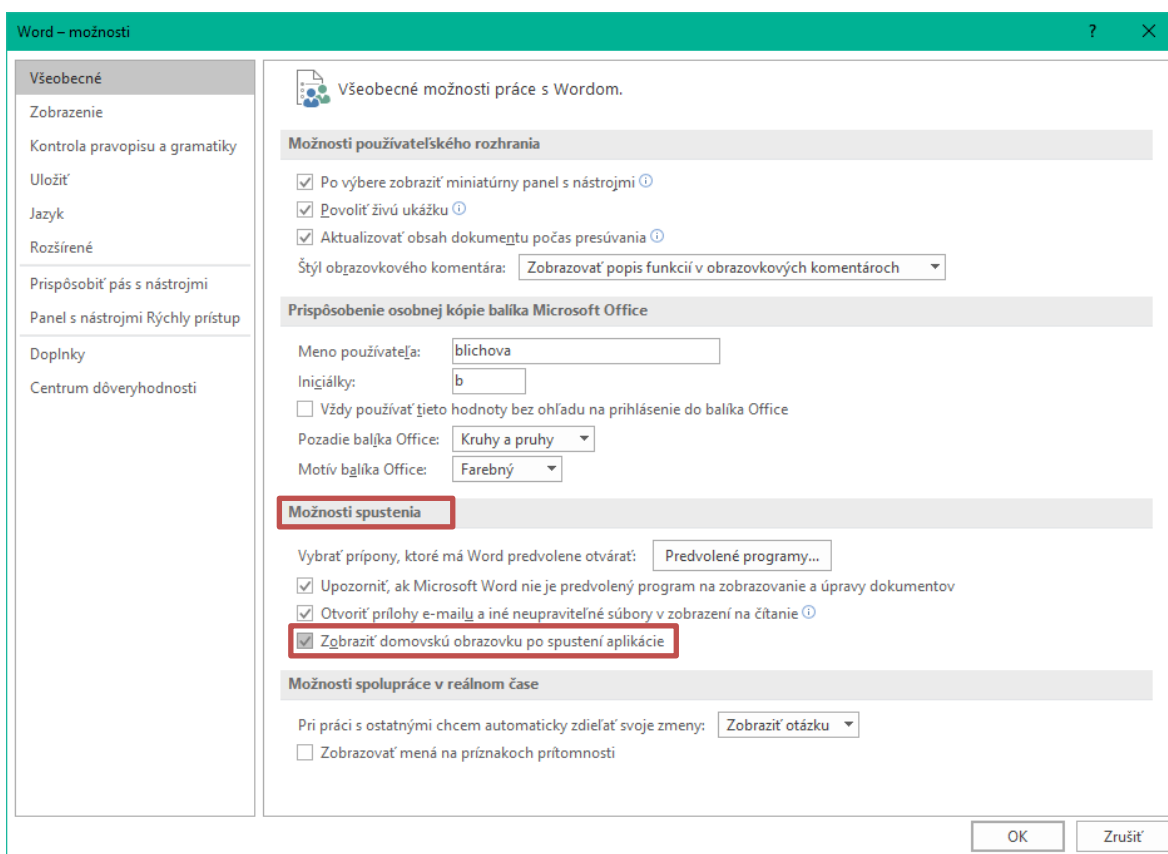 Word – možnosti
?
Všeobecné
Zobrazenie
Kontrola pravopisu a gramatiky
Uložiť
Jazyk
Rozšírené
Prispôsobiť pás s nástrojmi
Panel s nástrojmi Rýchly prístup
Doplnky
Centrum dôveryhodnosti
Všeobecné možnosti práce s Wordom.
Možnosti používateľského rozhrania
Po výbere zobraziť miniatúrny panel s nástrojmi
Povoliť živú ukážku
Aktualizovať obsah dokumentu počas presúvania
Štýl obrazovkového komentára: Zobrazovať popis funkcií v obrazovkových komentároch
Prispôsobenie osobnej kópie balíka Microsoft Office
Meno používateľa: blichova
Iniciálky: b
Vždy používať tieto hodnoty bez ohľadu na prihlásenie do balíka Office
Pozadie balíka Office: Kruhy a pruhy
Motív balíka Office: Farebný
Možnosti spustenia
Vybrať prípony, ktoré má Word predvolene otvárať: Predvolené programy...
Upozorniť, ak Microsoft Word nie je predvolený program na zobrazovanie a úpravy dokumentov
Otvoriť prílohy e-mailu a iné neupraviteľné súbory v zobrazení na čítanie
Zobraziť domovskú obrazovku po spustení aplikácie
Možnosti spolupráce v reálnom čase
Pri práci s ostatnými chcem automaticky zdieľať svoje zmeny: Zobraziť otázku
Zobrazovať mená na príznakoch prítomnosti
OK
Zrušiť